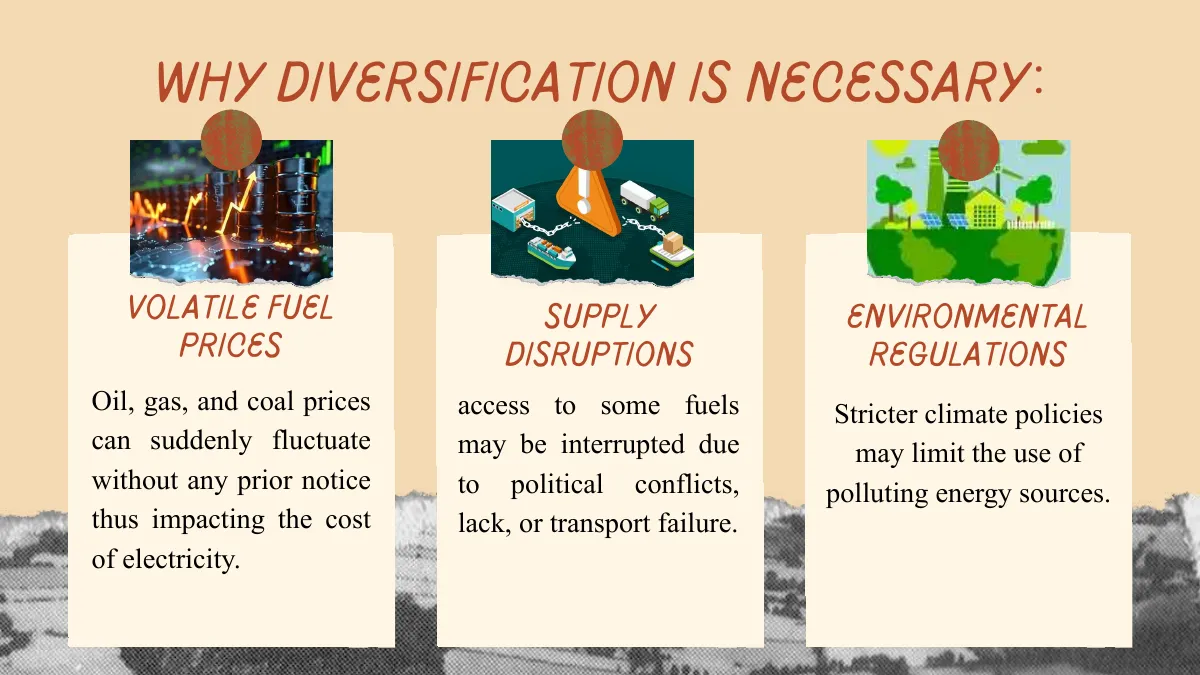 WHY DIVERSIFICATION IS NECESSARY:
VOLATILE FUEL
PRICES
Oil, gas, and coal prices
can suddenly fluctuate
without any prior notice
thus impacting the cost
of electricity.
SUPPLY
DISRUPTIONS
access to some fuels
may be interrupted due
to political conflicts,
lack, or transport failure.
ENVIRONMENTAL
REGULATIONS
Stricter climate policies
may limit the use of
polluting energy sources.